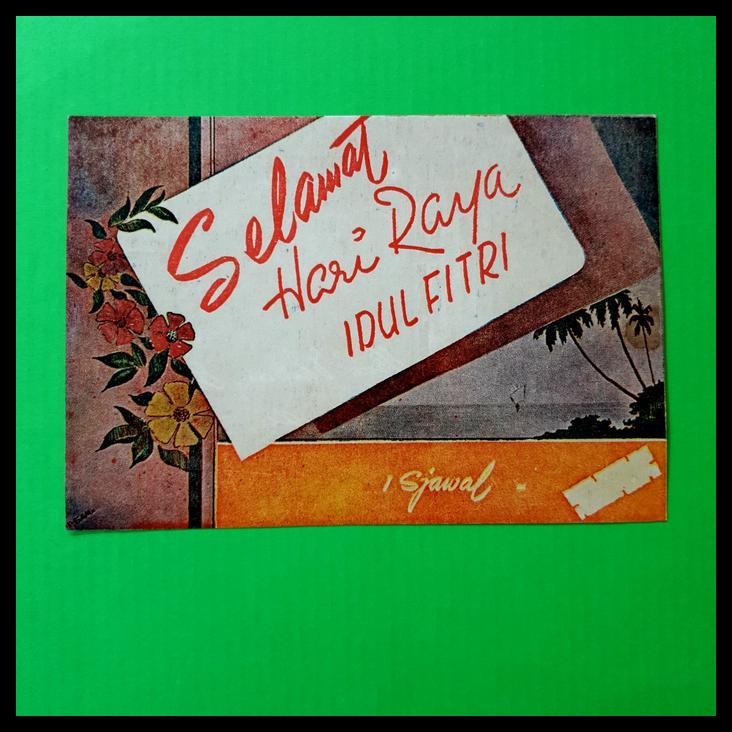 Selamat
Hari Raya
IDUL FITRI
1 Sjawal